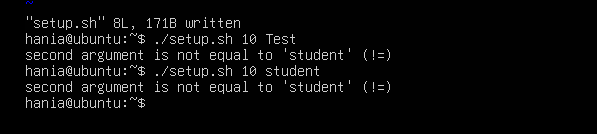 "setup.sh" 8L, 171B written
hania@ubuntu:~$ ./setup.sh 10 Test
second argument is not equal to 'student' (!=)
hania@ubuntu:~$ ./setup.sh 10 student
second argument is not equal to 'student' (!=)
hania@ubuntu:~$